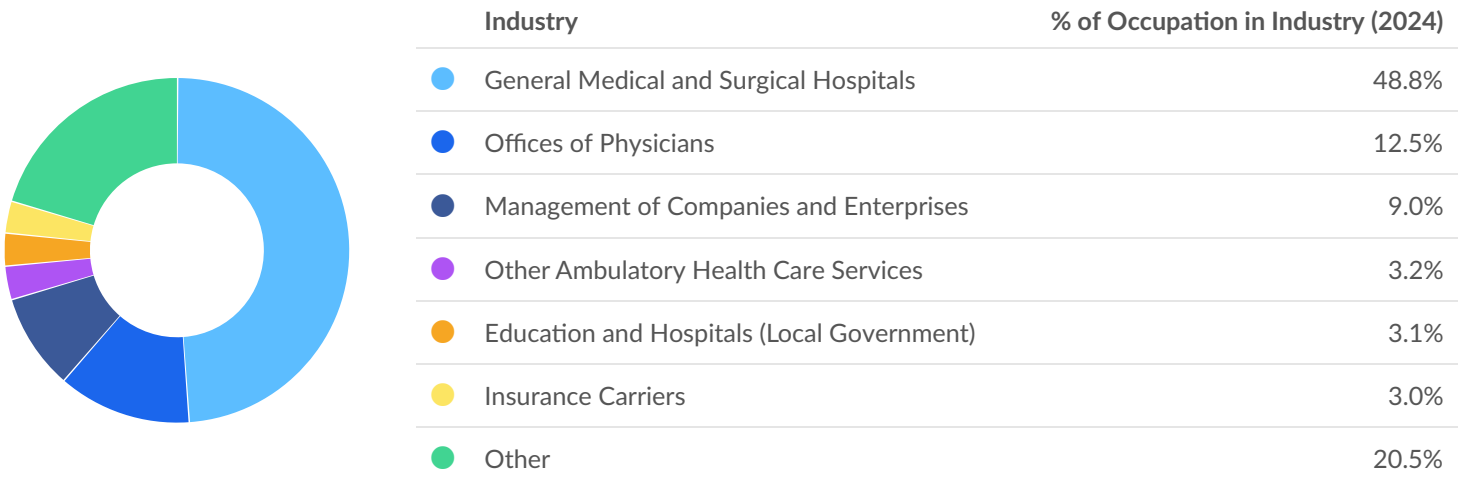 Industry % of Occupation in Industry (2024)
General Medical and Surgical Hospitals 48.8%
Offices of Physicians 12.5%
Management of Companies and Enterprises 9.0%
Other Ambulatory Health Care Services 3.2%
Education and Hospitals (Local Government) 3.1%
Insurance Carriers 3.0%
Other 20.5%